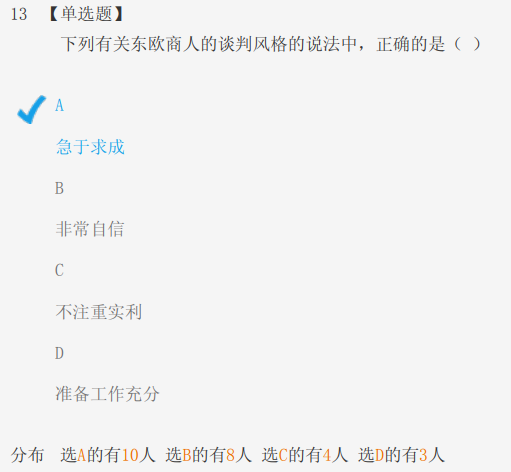 13 【单选题】
下列有关东欧商人的谈判风格的说法中，正确的是（ ）
A
急于求成
B
非常自信
C
不注重实利
D
准备工作充分
分布 选A的有10人 选B的有8人 选C的有4人 选D的有3人